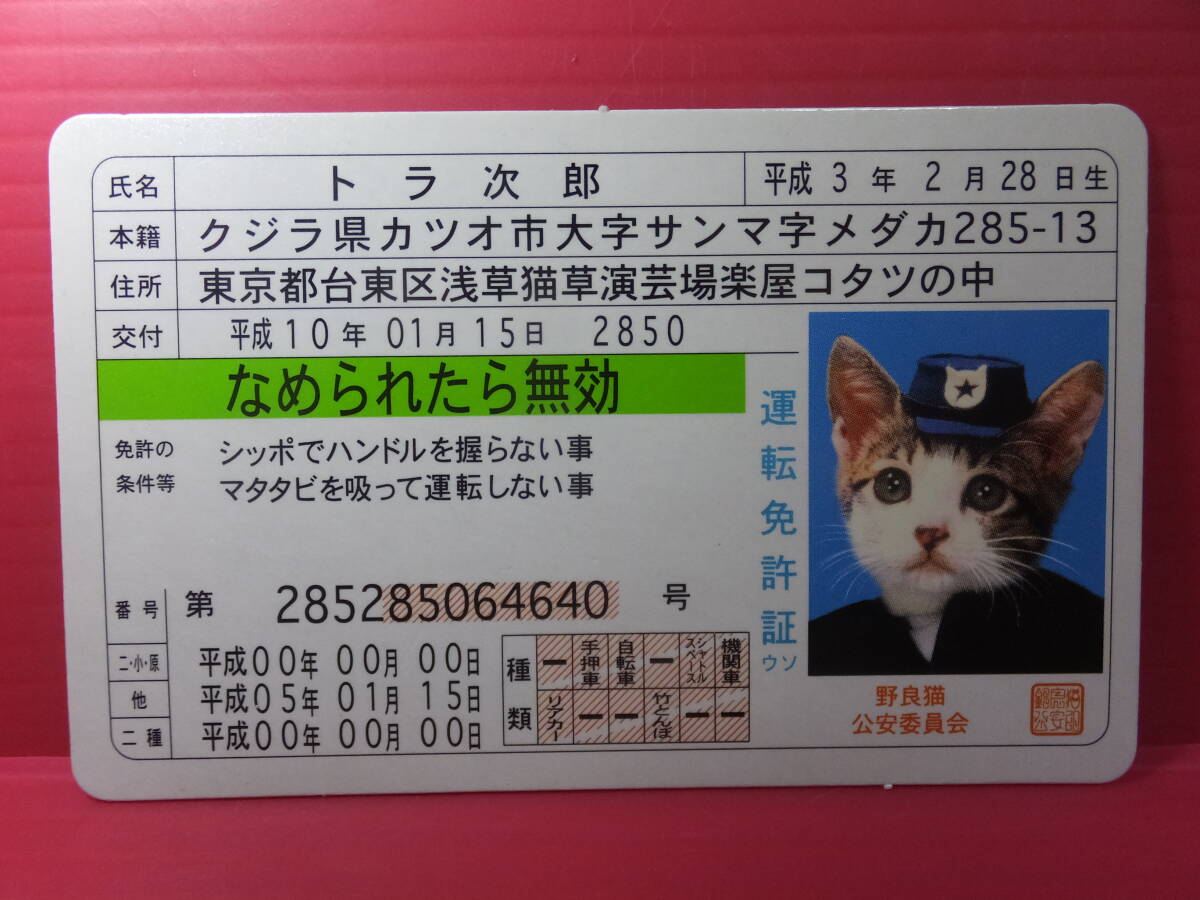 氏名 トラ次郎 平成3年2月28日生
本籍 クジラ県カツオ市大字サンマ字メダカ285-13
住所 東京都台東区浅草猫草演芸場楽屋コタツの中
交付 平成10年01月15日 2850
なめられたら無効
免許の条件等
シッポでハンドルを握らない事
マタタビを吸って運転しない事
運転免許証
ウソ
番号 第 285285064640 号
二・小・原 平成00年00月00日
他 平成05年01月15日
二種 平成00年00月00日
種類
ー 手押車 自転車 ー スペースシャトル 機関車
リアカー ー ー 竹とんぼ ー ー
野良猫
公安委員会